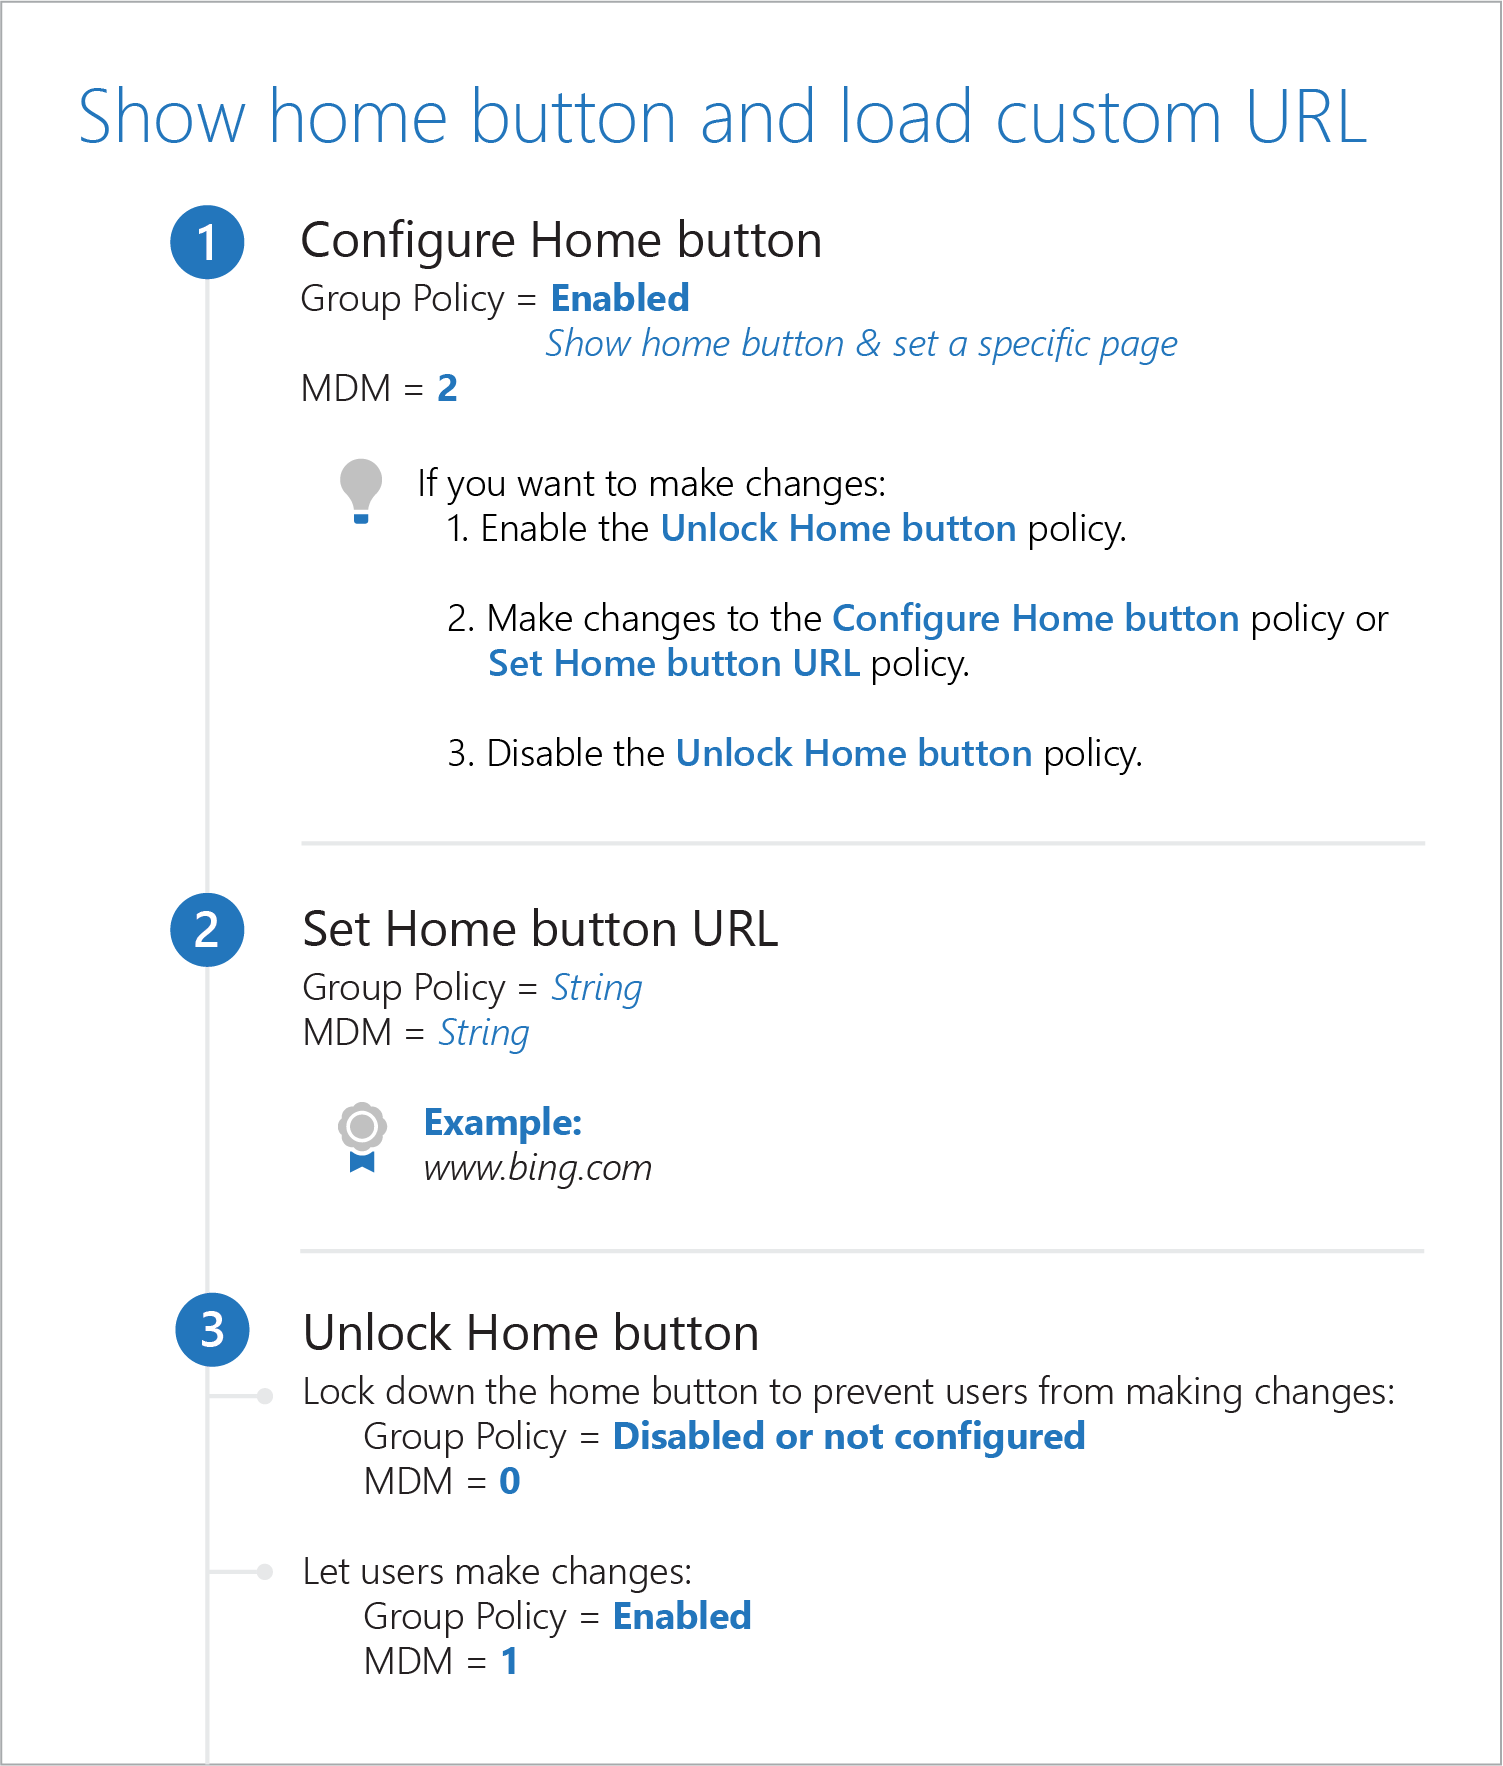 Show home button and load custom URL
1
Configure Home button
Group Policy = Enabled
Show home button & set a specific page
MDM = 2
If you want to make changes:
1. Enable the Unlock Home button policy.
2. Make changes to the Configure Home button policy or
Set Home button URL policy.
3. Disable the Unlock Home button policy.
2
Set Home button URL
Group Policy = String
MDM = String
Example:
www.bing.com
3
Unlock Home button
Lock down the home button to prevent users from making changes:
Group Policy = Disabled or not configured
MDM = 0
Let users make changes:
Group Policy = Enabled
MDM = 1